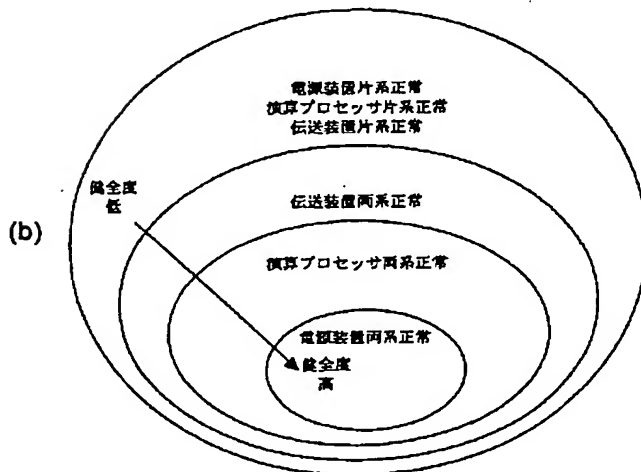 電源装置片系正常
演算プロセッサ片系正常
伝送装置片系正常
健全度
低
伝送装置両系正常
(b)
演算プロセッサ両系正常
電源装置両系正常
健全度
高